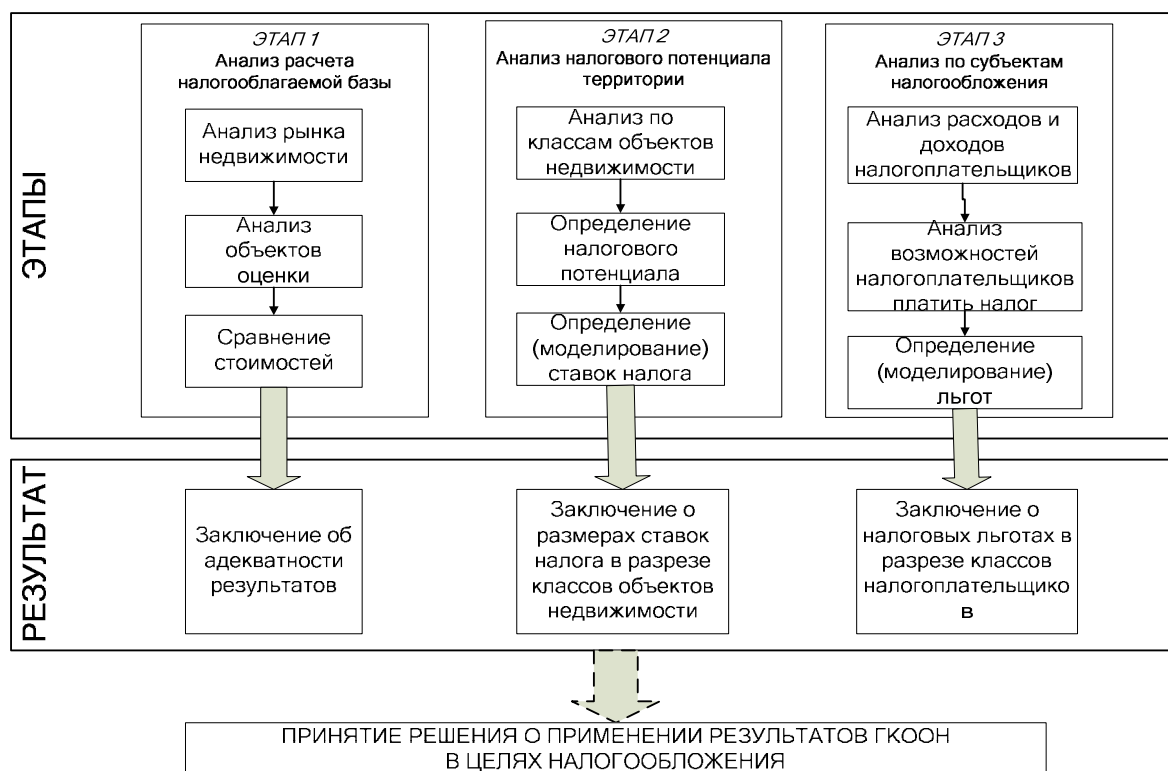 ЭТАПЫ
ЭТАП 1
Анализ расчета
налогооблагаемой базы
Анализ рынка
недвижимости
Анализ
объектов
оценки
Сравнение
стоимостей
ЭТАП 2
Анализ налогового потенциала
территории
Анализ по
классам объектов
недвижимости
Определение
налогового
потенциала
Определение
(моделирование)
ставок налога
ЭТАП 3
Анализ по субъектам
налогообложения
Анализ расходов и
доходов
налогоплательщиков
Анализ
возможностей
налогоплательщиков
платить налог
Определение
(моделирование)
льгот
РЕЗУЛЬТАТ
Заключение об
адекватности
результатов
Заключение о
размерах ставок
налога в разрезе
классов объектов
недвижимости
Заключение о
налоговых льготах в
разрезе классов
налогоплательщико
в
ПРИНЯТИЕ РЕШЕНИЯ О ПРИМЕНЕНИИ РЕЗУЛЬТАТОВ ГКООН
В ЦЕЛЯХ НАЛОГООБЛОЖЕНИЯ